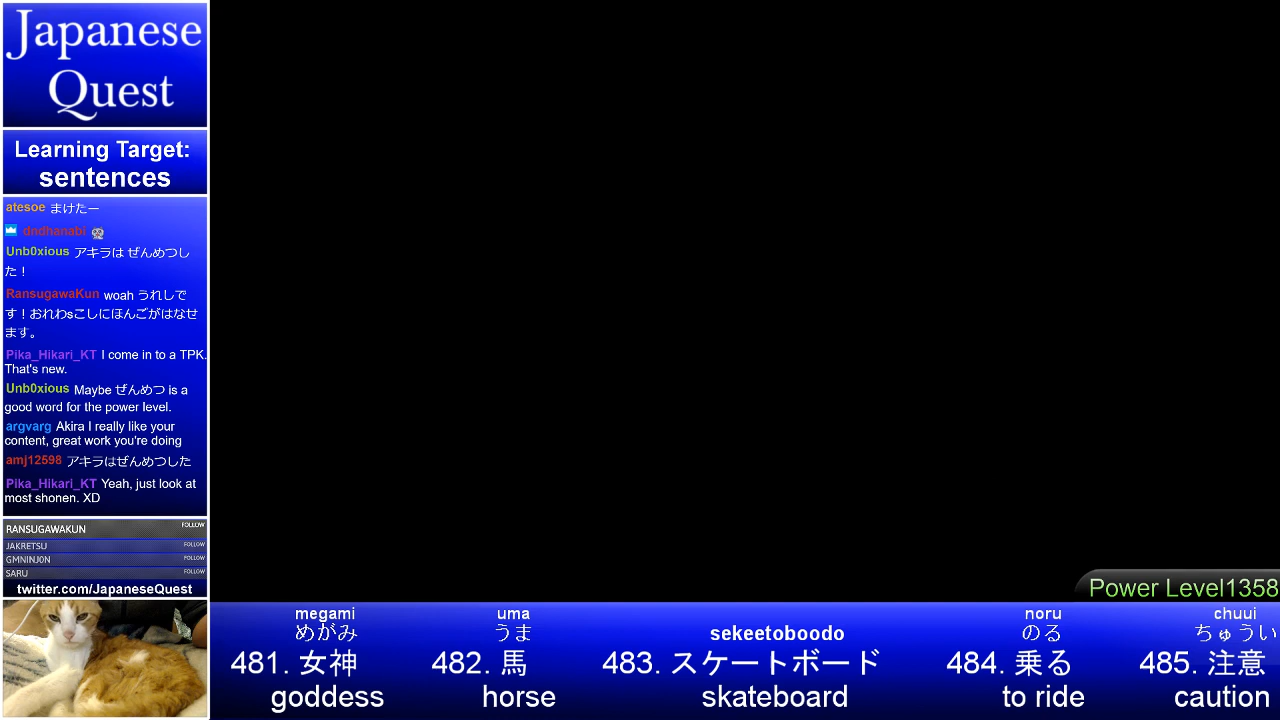 Japanese
Quest
Learning Target:
sentences
atesoe まけたー
dndhanabi
Unb0xious アキラは ぜんめつし
た！
RansugawaKun woah うれしで
す！おれわsこしにほんごがはなせ
ます。
Pika_Hikari_KT I come in to a TPK.
That's new.
Unb0xious Maybe ぜんめつ is a
good word for the power level.
argvarg Akira I really like your
content, great work you're doing
amj12598 アキラはぜんめつした
Pika_Hikari_KT Yeah, just look at
most shonen. XD
RANSUGAWAKUN FOLLOW
JAKRETSU FOLLOW
GMNINJ0N FOLLOW
SARU FOLLOW
twitter.com/JapaneseQuest
Power Level1358
megami
めがみ
481. 女神
goddess
uma
うま
482. 馬
horse
sekeetoboodo
483. スケートボード
skateboard
noru
のる
484. 乗る
to ride
chuui
ちゅうい
485. 注意
caution